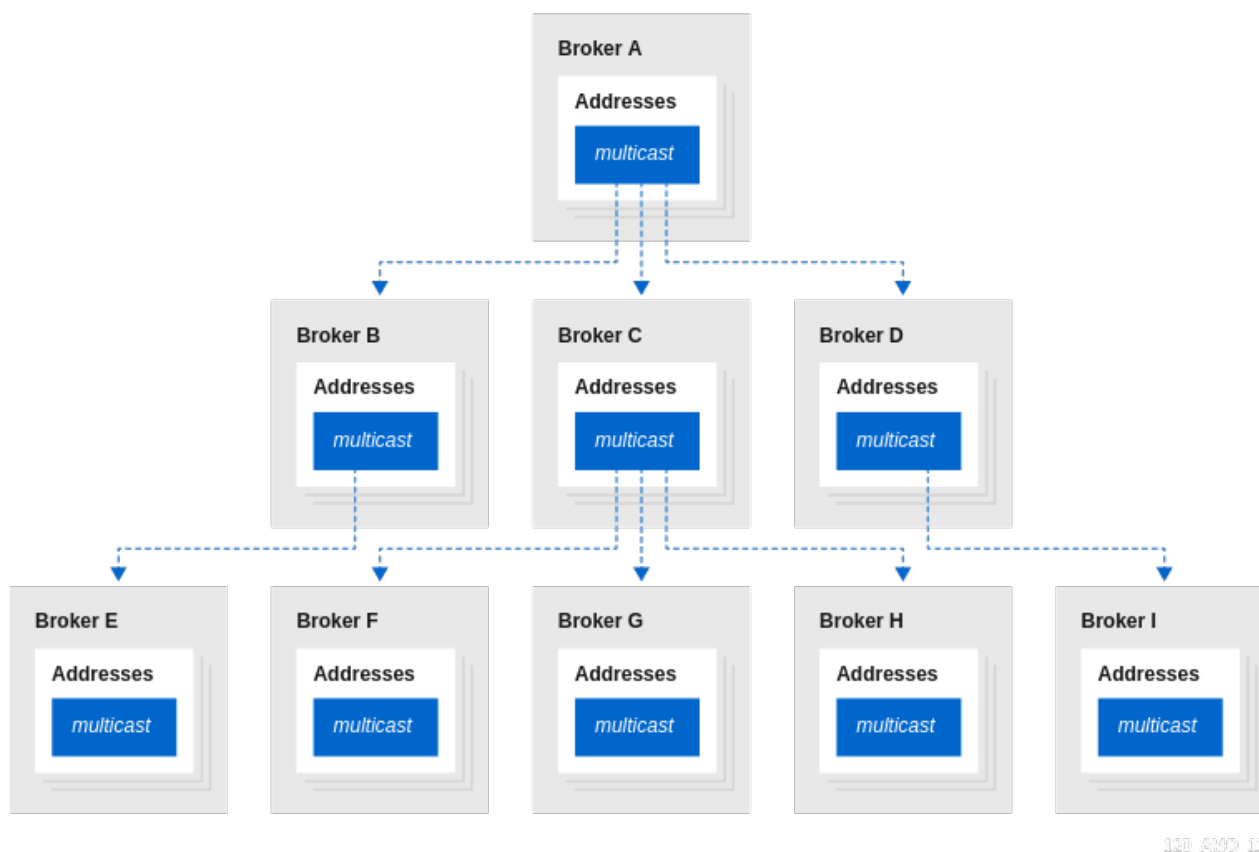 Broker A
Addresses
multicast
Broker B
Addresses
multicast
Broker C
Addresses
multicast
Broker D
Addresses
multicast
Broker E
Addresses
multicast
Broker F
Addresses
multicast
Broker G
Addresses
multicast
Broker H
Addresses
multicast
Broker I
Addresses
multicast